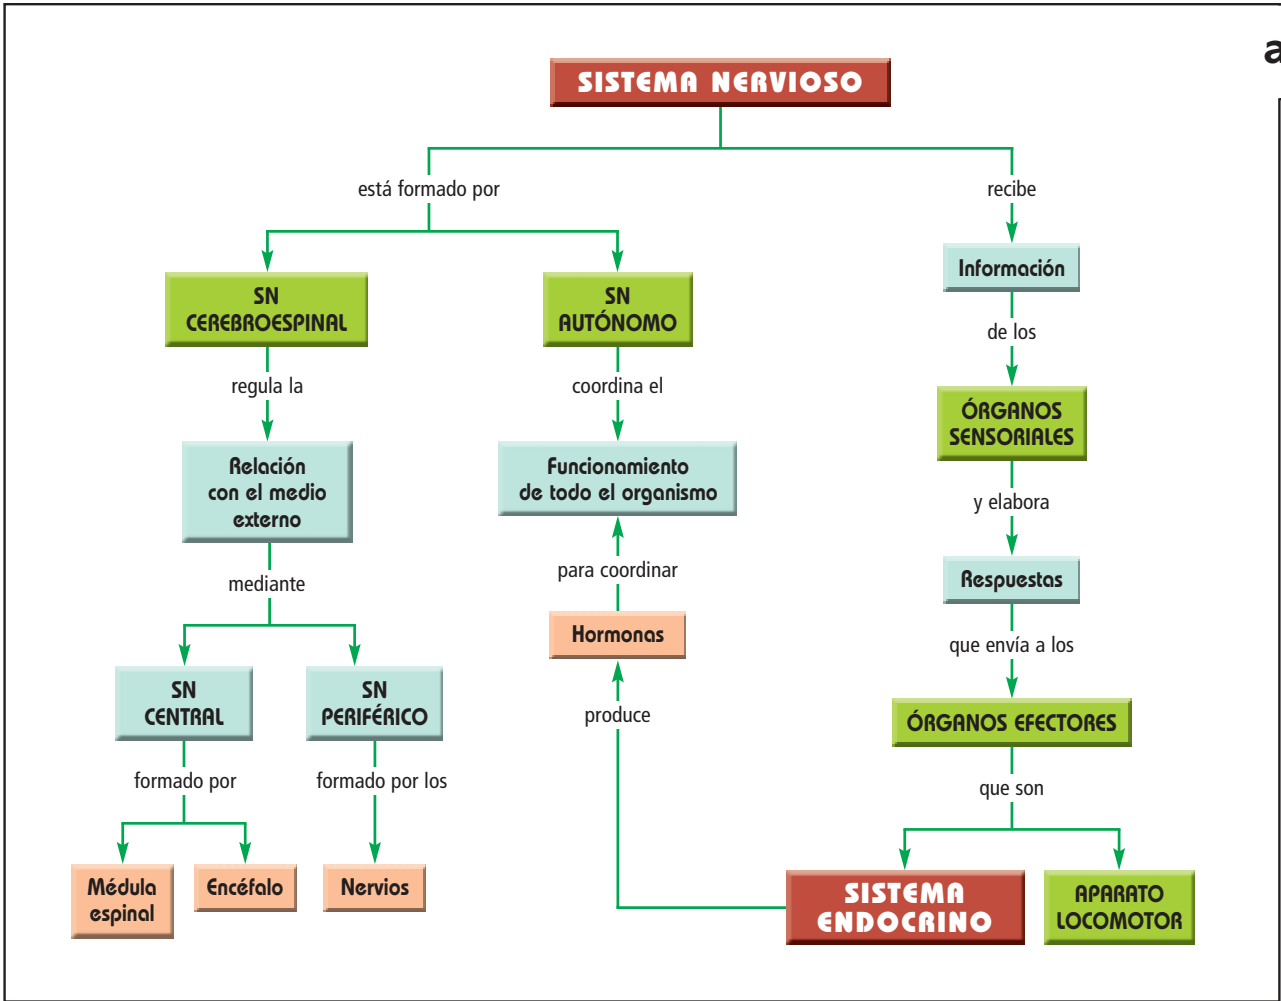 a
SISTEMA NERVIOSO
está formado por
recibe
SN
CEREBROESPINAL
SN
AUTÓNOMO
Información
regula la
coordina el
de los
Relación
con el medio
externo
Funcionamiento
de todo el organismo
ÓRGANOS
SENSORIALES
mediante
para coordinar
y elabora
Hormonas
Respuestas
SN
CENTRAL
SN
PERIFÉRICO
produce
que envía a los
ÓRGANOS EFECTORES
formado por
formado por los
que son
Médula
espinal
Encéfalo
Nervios
SISTEMA
ENDOCRINO
APARATO
LOCOMOTOR